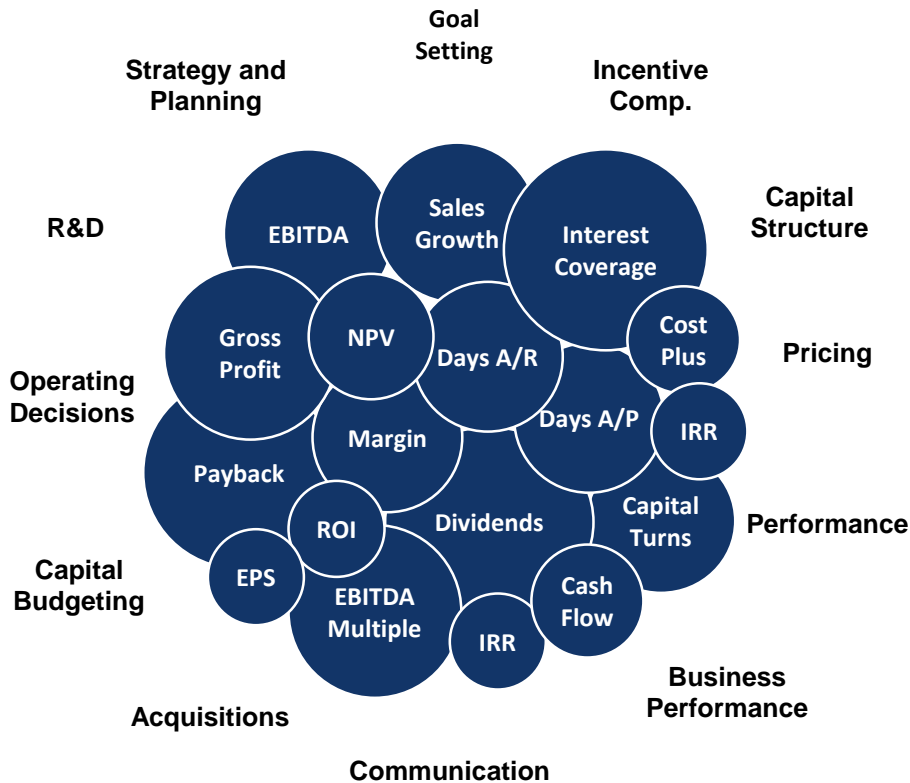 Goal
Setting
Strategy and
Planning
Incentive
Comp.
R&D
Capital
Structure
Operating
Decisions
Pricing
Capital
Budgeting
Performance
Acquisitions
Business
Performance
Communication
EBITDA
Sales
Growth
Interest
Coverage
Gross
Profit
NPV
Days A/R
Cost
Plus
Payback
Margin
Days A/P
IRR
ROI
Dividends
Capital
Turns
EPS
EBITDA
Multiple
IRR
Cash
Flow